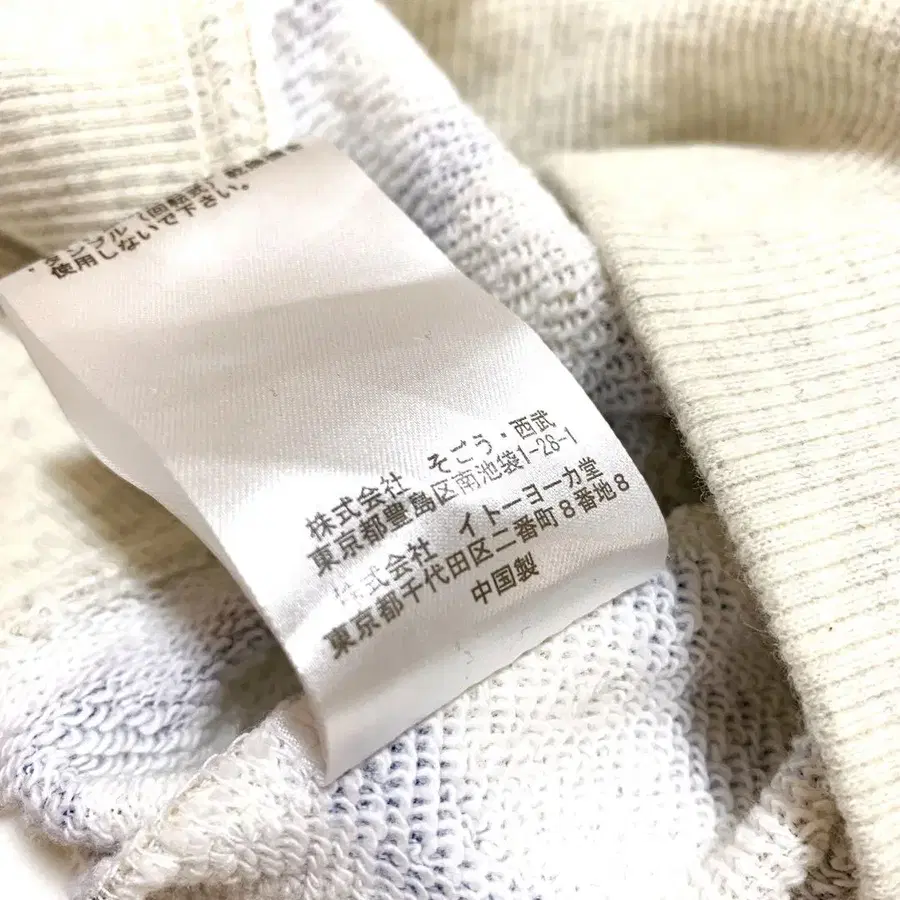 ・タンブル（回転式）乾燥機の
使用しないで下さい。
株式会社 そごう・西武
東京都豊島区南池袋1-28-1
株式会社 イトーヨーカ堂
東京都千代田区二番町８番地８
中国製